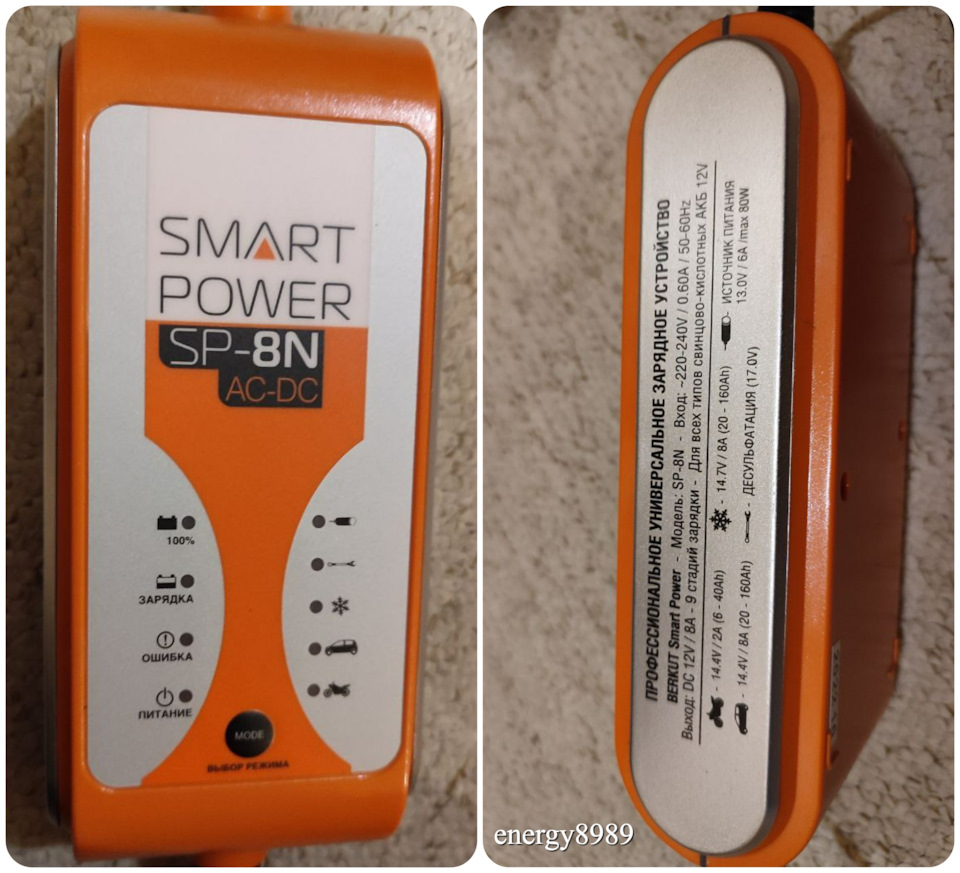 SMART
POWER
SP-8N
AC-DC
100%
ЗАРЯДКА
ОШИБКА
ПИТАНИЕ
MODE
ВЫБОР РЕЖИМА
ПРОФЕССИОНАЛЬНОЕ УНИВЕРСАЛЬНОЕ ЗАРЯДНОЕ УСТРОЙСТВО
BERKUT Smart Power - Модель: SP-8N - Вход: ~220-240V / 0.60A / 50-60Hz
Выход: DC 12V / 8A - 9 стадий зарядки - Для всех типов свинцово-кислотных АКБ 12V
- 14.4V / 2A (6 - 40Ah) - 14.7V / 8A (20 - 160Ah) - ИСТОЧНИК ПИТАНИЯ
13.0V / 6A /max 80W
- 14.4V / 8A (20 - 160Ah) - ДЕСУЛЬФАТАЦИЯ (17.0V)
energy8989